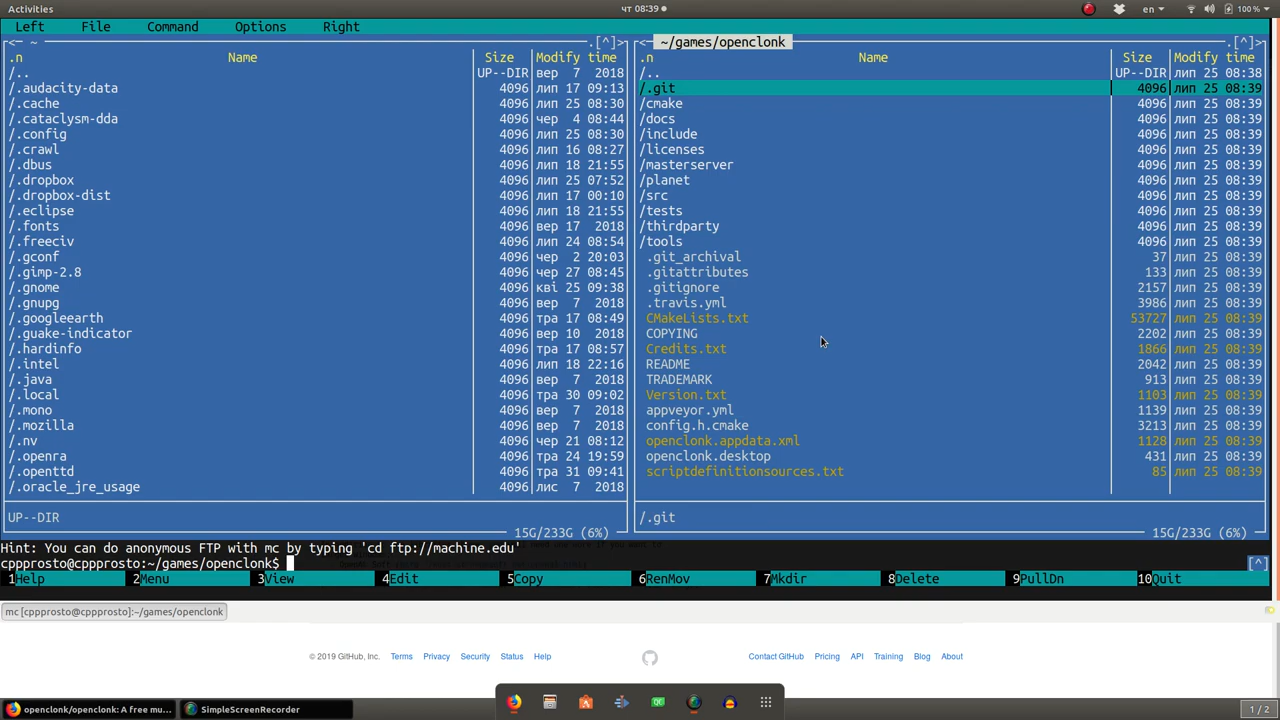 Activities чт 08:39 en 100 %
Left File Command Options Right
<─ ~ .[^]>
.n Name Size Modify time
/.. UP--DIR вер 7 2018
/.audacity-data 4096 лип 17 09:13
/.cache 4096 лип 25 08:30
/.cataclysm-dda 4096 чер 4 08:44
/.config 4096 лип 25 08:30
/.crawl 4096 лип 16 08:27
/.dbus 4096 лип 18 21:55
/.dropbox 4096 лип 25 07:52
/.dropbox-dist 4096 лип 17 00:10
/.eclipse 4096 лип 18 21:55
/.fonts 4096 вер 17 2018
/.freeciv 4096 лип 24 08:54
/.gconf 4096 чер 2 20:03
/.gimp-2.8 4096 чер 27 08:45
/.gnome 4096 кві 25 09:38
/.gnupg 4096 вер 7 2018
/.googleearth 4096 тра 17 08:49
/.guake-indicator 4096 вер 10 2018
/.hardinfo 4096 тра 17 08:57
/.intel 4096 лип 18 22:16
/.java 4096 вер 7 2018
/.local 4096 тра 30 09:02
/.mono 4096 вер 7 2018
/.mozilla 4096 вер 7 2018
/.nv 4096 чер 21 08:12
/.openra 4096 тра 24 19:59
/.openttd 4096 тра 31 09:41
/.oracle_jre_usage 4096 лис 7 2018
UP--DIR
15G/233G (6%)
<─ ~/games/openclonk .[^]>
.n Name Size Modify time
/.. UP--DIR лип 25 08:38
/.git 4096 лип 25 08:39
/cmake 4096 лип 25 08:39
/docs 4096 лип 25 08:39
/include 4096 лип 25 08:39
/licenses 4096 лип 25 08:39
/masterserver 4096 лип 25 08:39
/planet 4096 лип 25 08:39
/src 4096 лип 25 08:39
/tests 4096 лип 25 08:39
/thirdparty 4096 лип 25 08:39
/tools 4096 лип 25 08:39
.git_archival 37 лип 25 08:39
.gitattributes 133 лип 25 08:39
.gitignore 2157 лип 25 08:39
.travis.yml 3986 лип 25 08:39
CMakeLists.txt 53727 лип 25 08:39
COPYING 2202 лип 25 08:39
Credits.txt 1866 лип 25 08:39
README 2042 лип 25 08:39
TRADEMARK 913 лип 25 08:39
Version.txt 1103 лип 25 08:39
appveyor.yml 1139 лип 25 08:39
config.h.cmake 3213 лип 25 08:39
openclonk.appdata.xml 1128 лип 25 08:39
openclonk.desktop 431 лип 25 08:39
scriptdefinitionsources.txt 85 лип 25 08:39
/.git
15G/233G (6%)
Hint: You can do anonymous FTP with mc by typing 'cd ftp://machine.edu'
cppprosto@cppprosto:~/games/openclonk$ [^]
1Help 2Menu 3View 4Edit 5Copy 6RenMov 7Mkdir 8Delete 9PullDn 10Quit
mc [cppprosto@cppprosto]:~/games/openclonk
© 2019 GitHub, Inc. Terms Privacy Security Status Help Contact GitHub Pricing API Training Blog About
openclonk/openclonk: A free mu... SimpleScreenRecorder 1 / 2